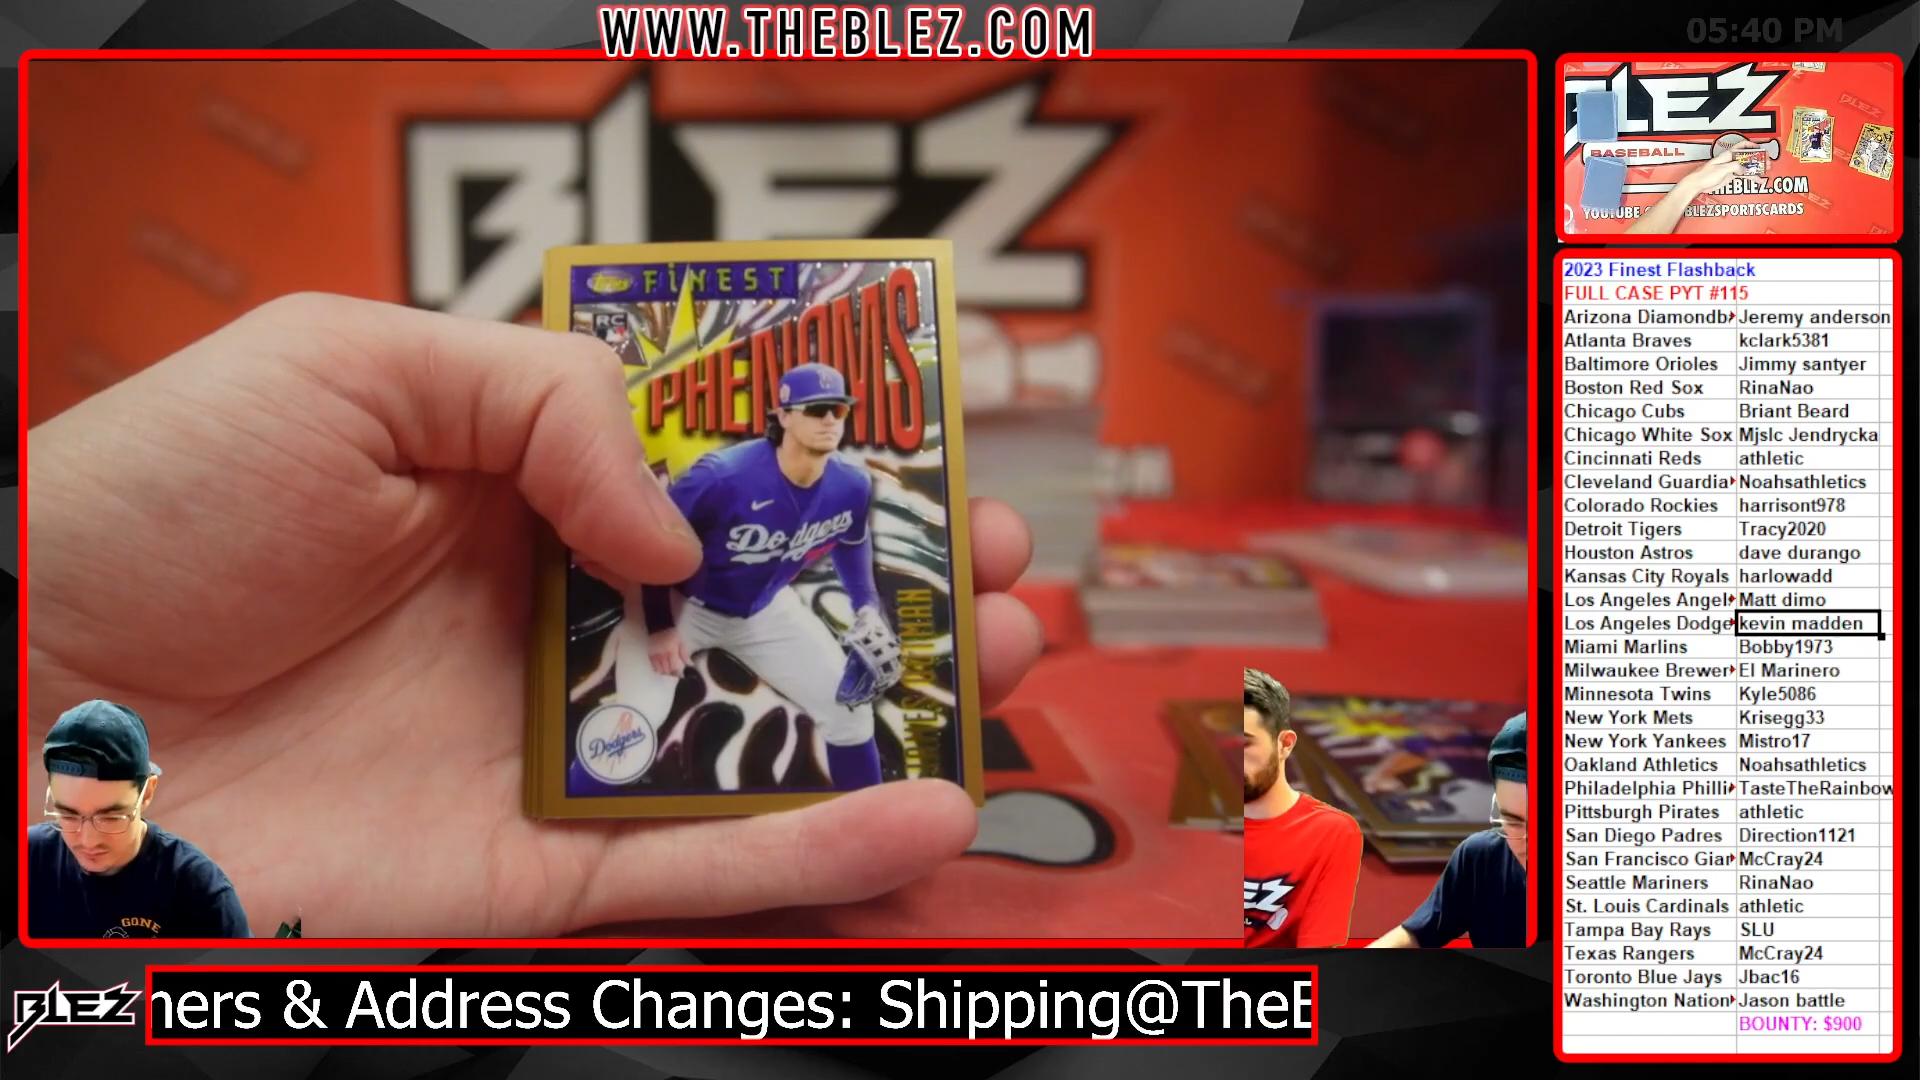 WWW.THEBLEZ.COM
05:40 PM
BLEZ
Topps FINEST
RC
PHENOMS
Dodgers
JAMES OUTMAN
Dodgers
GONE
BLEZ
BASEBALL
THEBLEZ.COM
YOUTUBE
BLEZSPORTSCARDS
2023 Finest Flashback
FULL CASE PYT #115
Arizona Diamondb Jeremy anderson
Atlanta Braves kclark5381
Baltimore Orioles Jimmy santyer
Boston Red Sox RinaNao
Chicago Cubs Briant Beard
Chicago White Sox Mjslc Jendrycka
Cincinnati Reds athletic
Cleveland Guardia Noahsathletics
Colorado Rockies harrisont978
Detroit Tigers Tracy2020
Houston Astros dave durango
Kansas City Royals harlowadd
Los Angeles Angel Matt dimo
Los Angeles Dodge kevin madden
Miami Marlins Bobby1973
Milwaukee Brewer El Marinero
Minnesota Twins Kyle5086
New York Mets Krisegg33
New York Yankees Mistro17
Oakland Athletics Noahsathletics
Philadelphia Philli TasteTheRainbow
Pittsburgh Pirates athletic
San Diego Padres Direction1121
San Francisco Giar McCray24
Seattle Mariners RinaNao
St. Louis Cardinals athletic
Tampa Bay Rays SLU
Texas Rangers McCray24
Toronto Blue Jays Jbac16
Washington Nation Jason battle
BOUNTY: $900
BLEZ
ners & Address Changes: Shipping@TheB